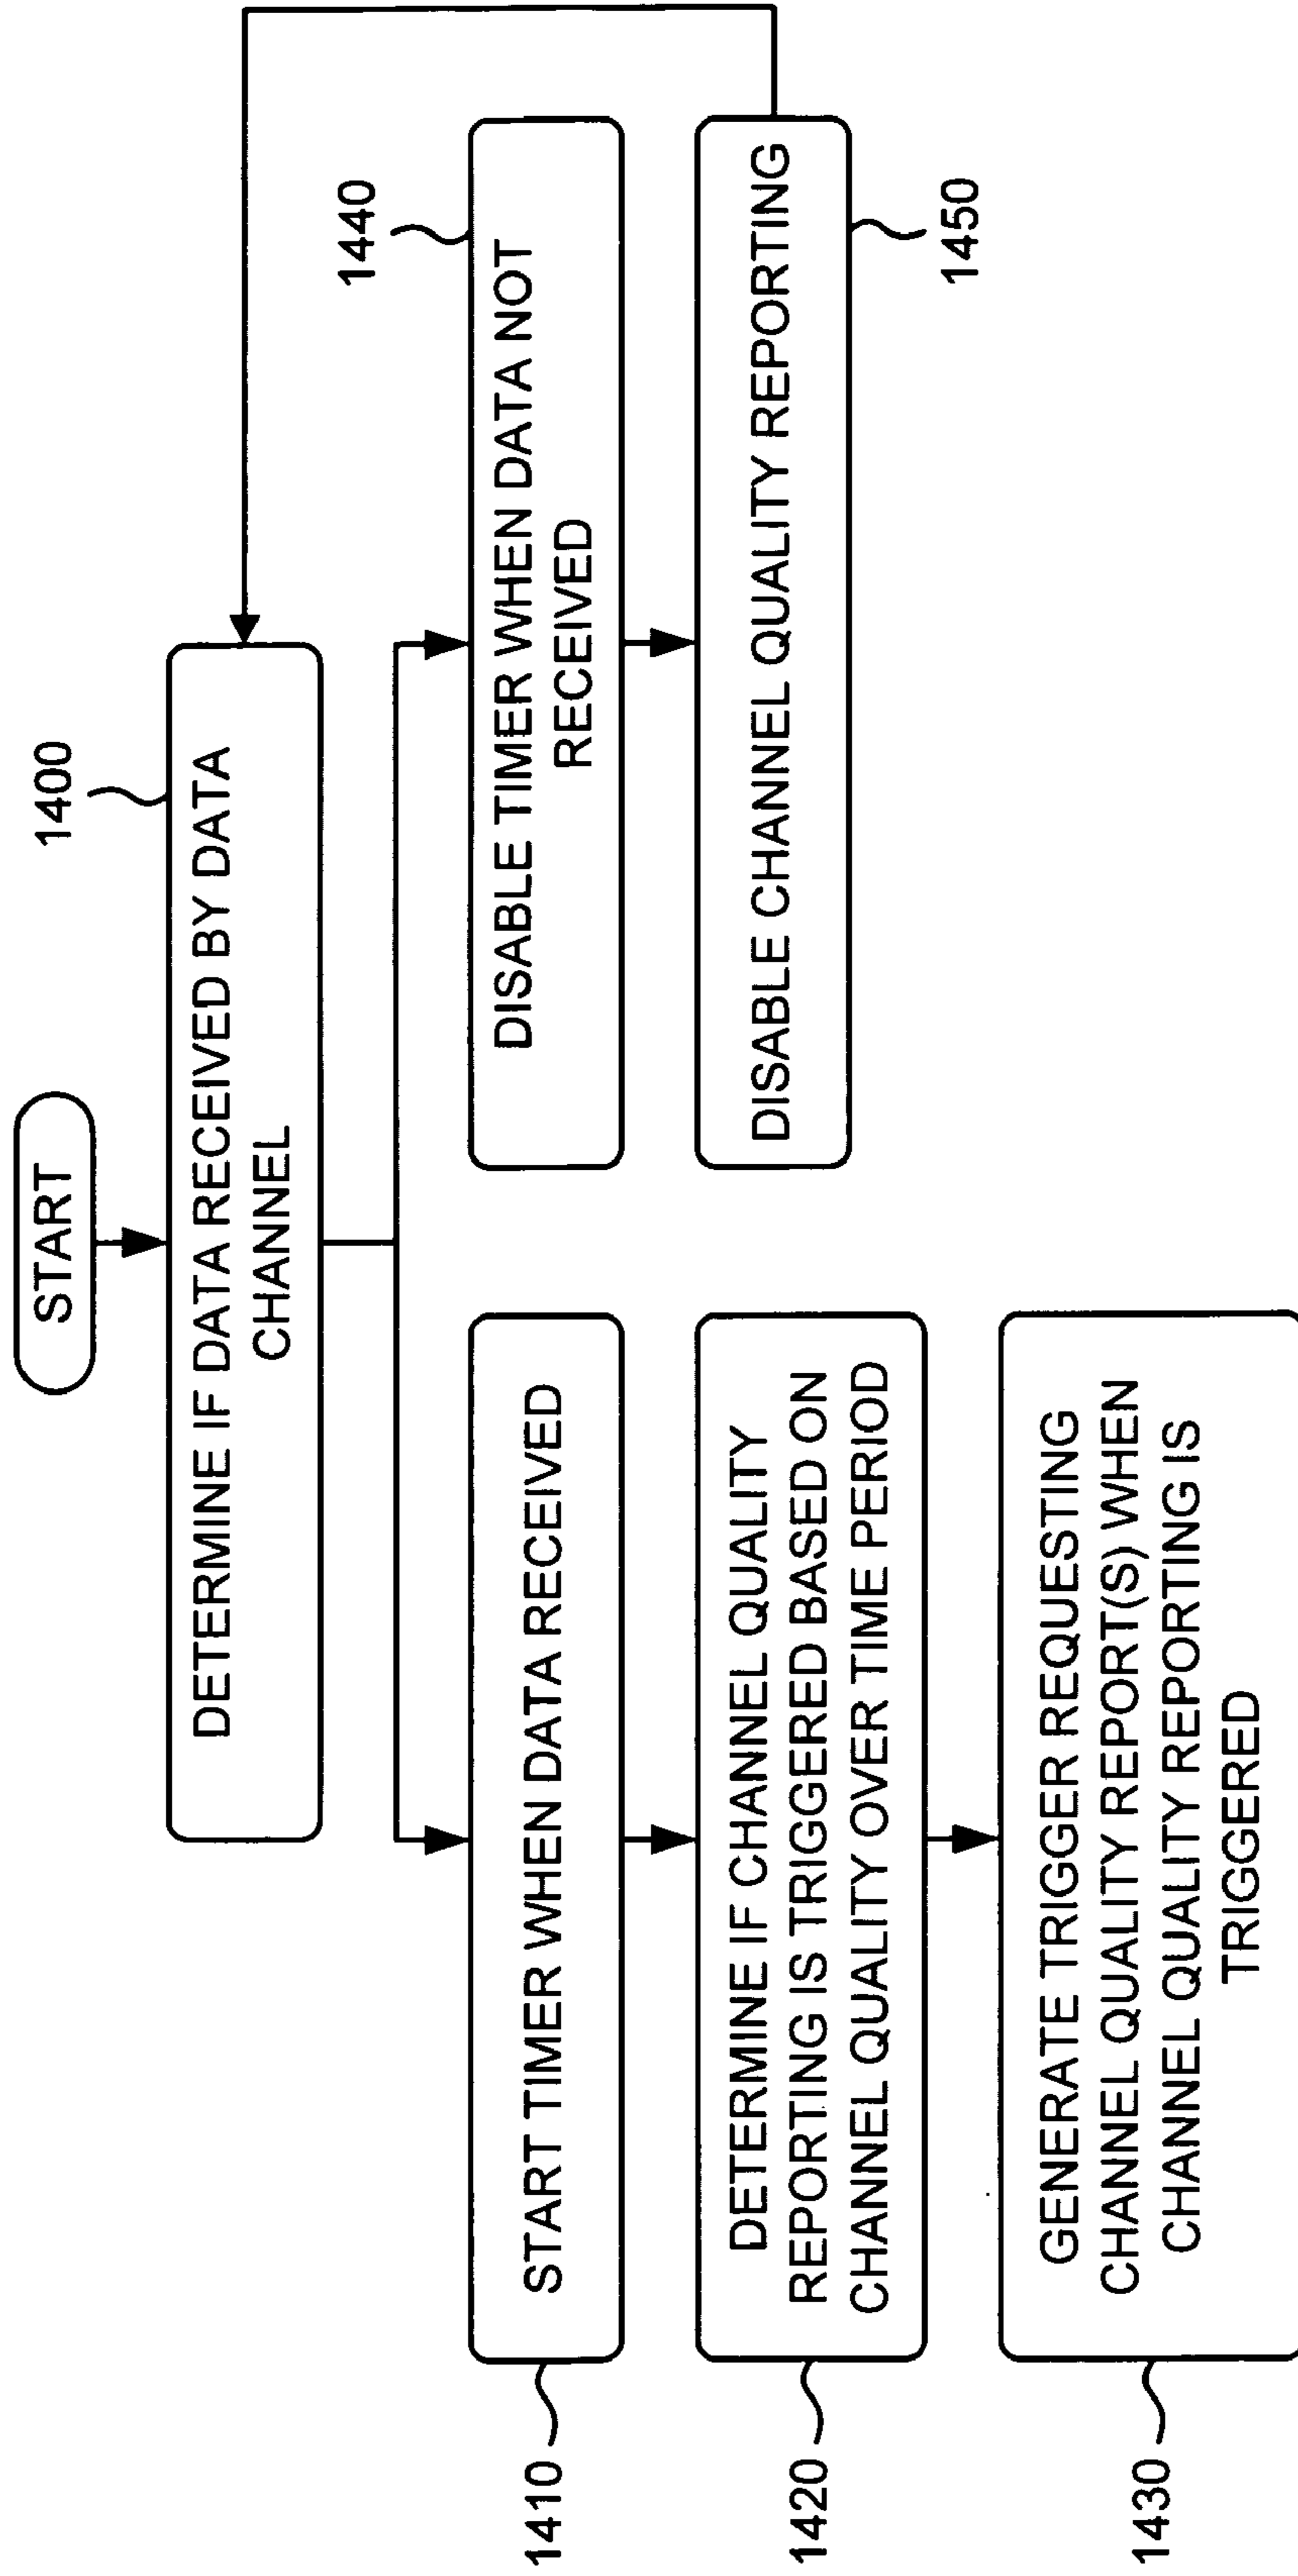 START
1400
DETERMINE IF DATA RECEIVED BY DATA
CHANNEL
1410
START TIMER WHEN DATA RECEIVED
1440
DISABLE TIMER WHEN DATA NOT
RECEIVED
1420
DETERMINE IF CHANNEL QUALITY
REPORTING IS TRIGGERED BASED ON
CHANNEL QUALITY OVER TIME PERIOD
DISABLE CHANNEL QUALITY REPORTING
1450
1430
GENERATE TRIGGER REQUESTING
CHANNEL QUALITY REPORT(S) WHEN
CHANNEL QUALITY REPORTING IS
TRIGGERED